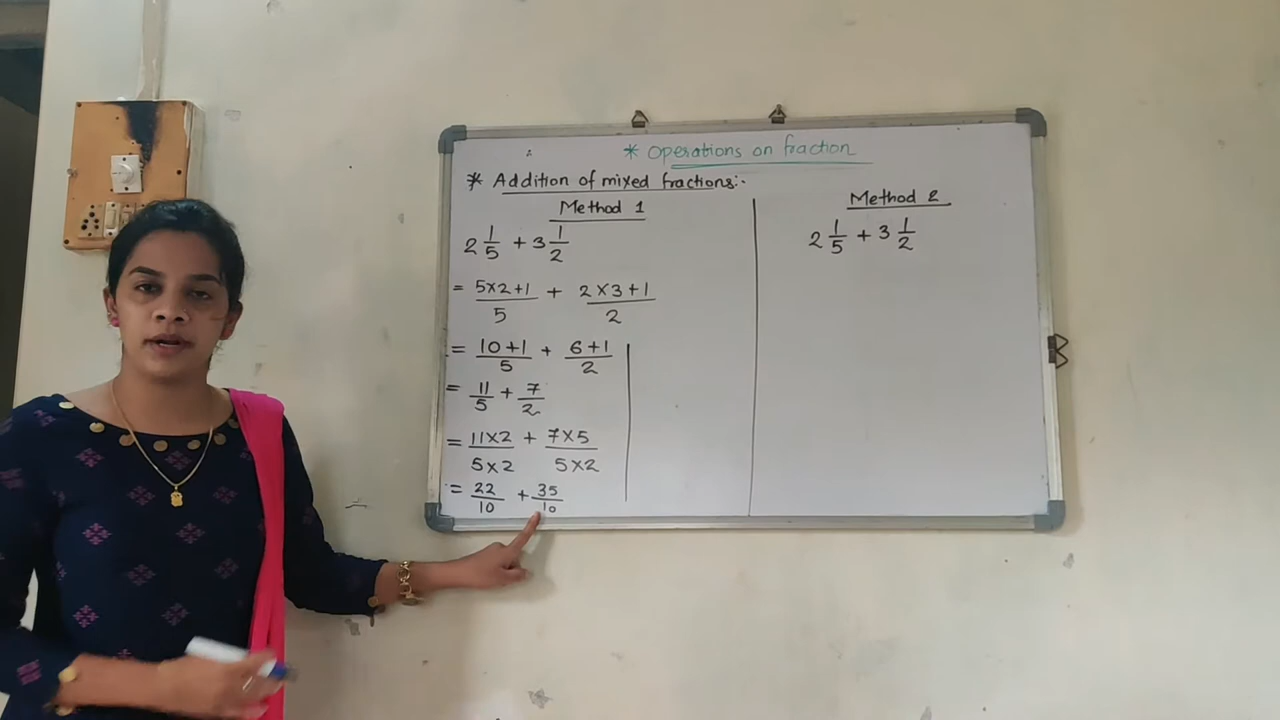 * Operations on fraction
* Addition of mixed fractions:-
Method 1
2 1/5 + 3 1/2
= 5×2+1/5 + 2×3+1/2
= 10+1/5 + 6+1/2
= 11/5 + 7/2
= 11×2/5×2 + 7×5/5×2
= 22/10 + 35/10
Method 2
2 1/5 + 3 1/2